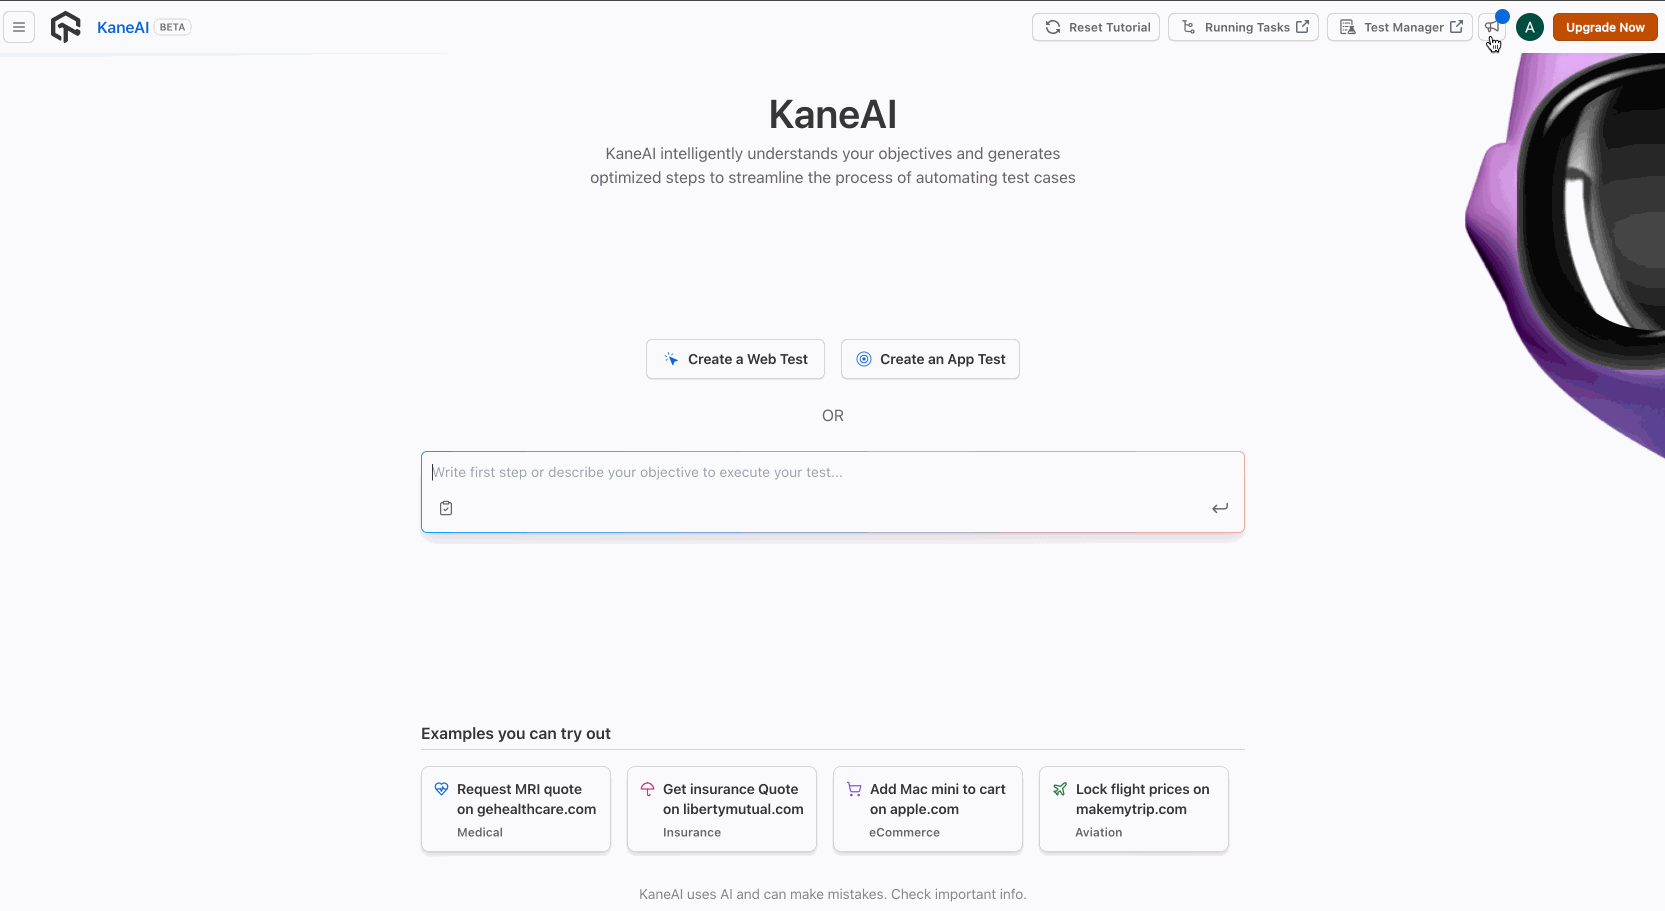 KaneAI BETA
Reset Tutorial
Running Tasks
Test Manager
A
Upgrade Now
KaneAI
KaneAI intelligently understands your objectives and generates
optimized steps to streamline the process of automating test cases
Create a Web Test
Create an App Test
OR
Write first step or describe your objective to execute your test...
Examples you can try out
Request MRI quote
on gehealthcare.com
Medical
Get insurance Quote
on libertymutual.com
Insurance
Add Mac mini to cart
on apple.com
eCommerce
Lock flight prices on
makemytrip.com
Aviation
KaneAI uses AI and can make mistakes. Check important info.